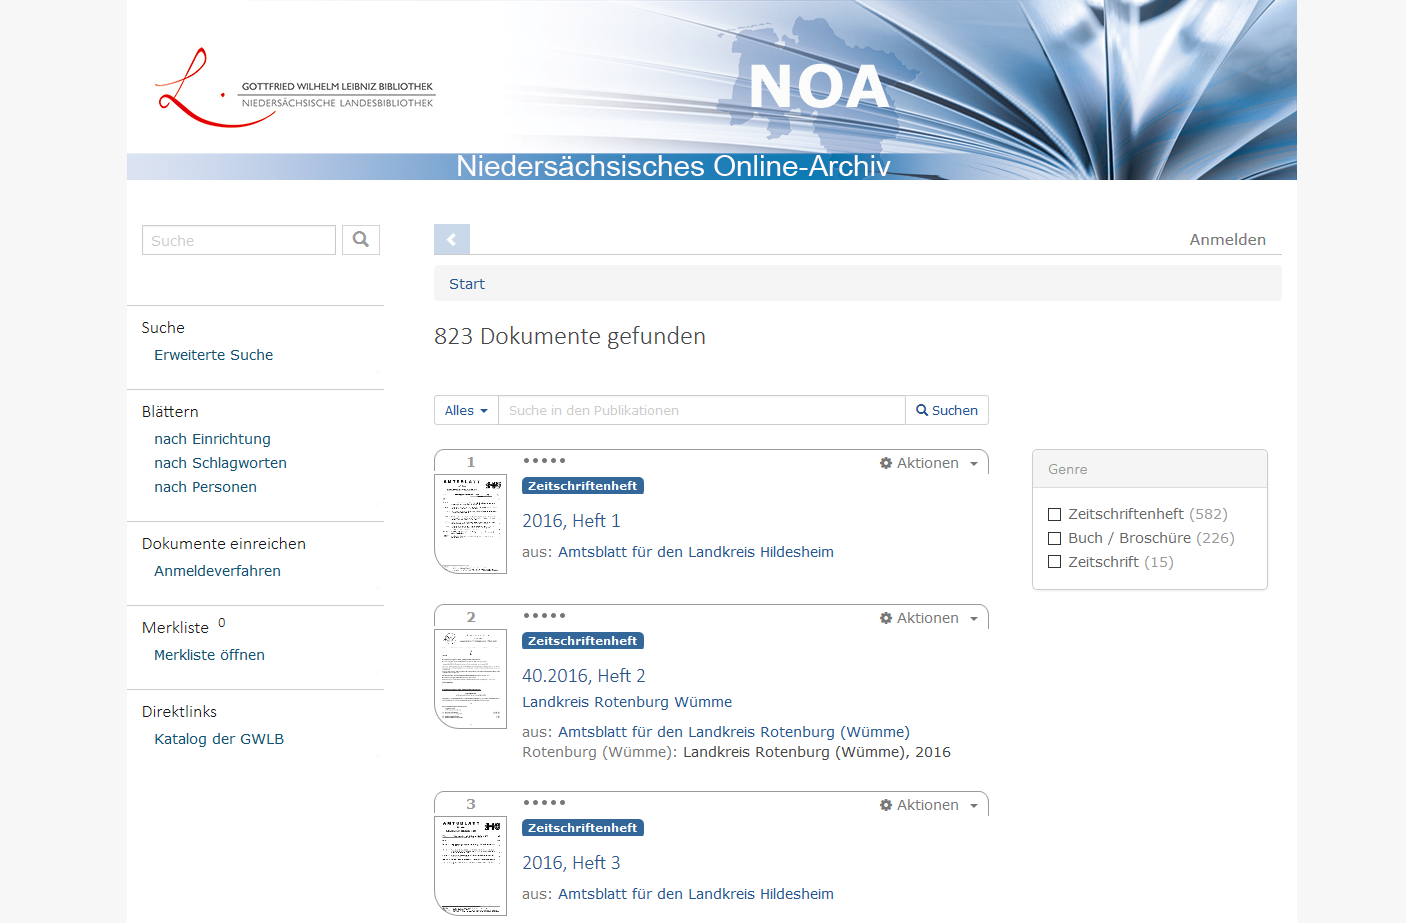 GOTTFRIED WILHELM LEIBNIZ BIBLIOTHEK
NIEDERSÄCHSISCHE LANDESBIBLIOTHEK
NOA
Niedersächsisches Online-Archiv
Suche
Anmelden
Start
Suche
Erweiterte Suche
Blättern
nach Einrichtung
nach Schlagworten
nach Personen
Dokumente einreichen
Anmeldeverfahren
Merkliste 0
Merkliste öffnen
Direktlinks
Katalog der GWLB
823 Dokumente gefunden
Alles Suche in den Publikationen Suchen
1 Aktionen
AMTSBLATT
Zeitschriftenheft
2016, Heft 1
aus: Amtsblatt für den Landkreis Hildesheim
2 Aktionen
Zeitschriftenheft
40.2016, Heft 2
Landkreis Rotenburg Wümme
aus: Amtsblatt für den Landkreis Rotenburg (Wümme)
Rotenburg (Wümme): Landkreis Rotenburg (Wümme), 2016
3 Aktionen
AMTSBLATT
Zeitschriftenheft
2016, Heft 3
aus: Amtsblatt für den Landkreis Hildesheim
Genre
Zeitschriftenheft (582)
Buch / Broschüre (226)
Zeitschrift (15)